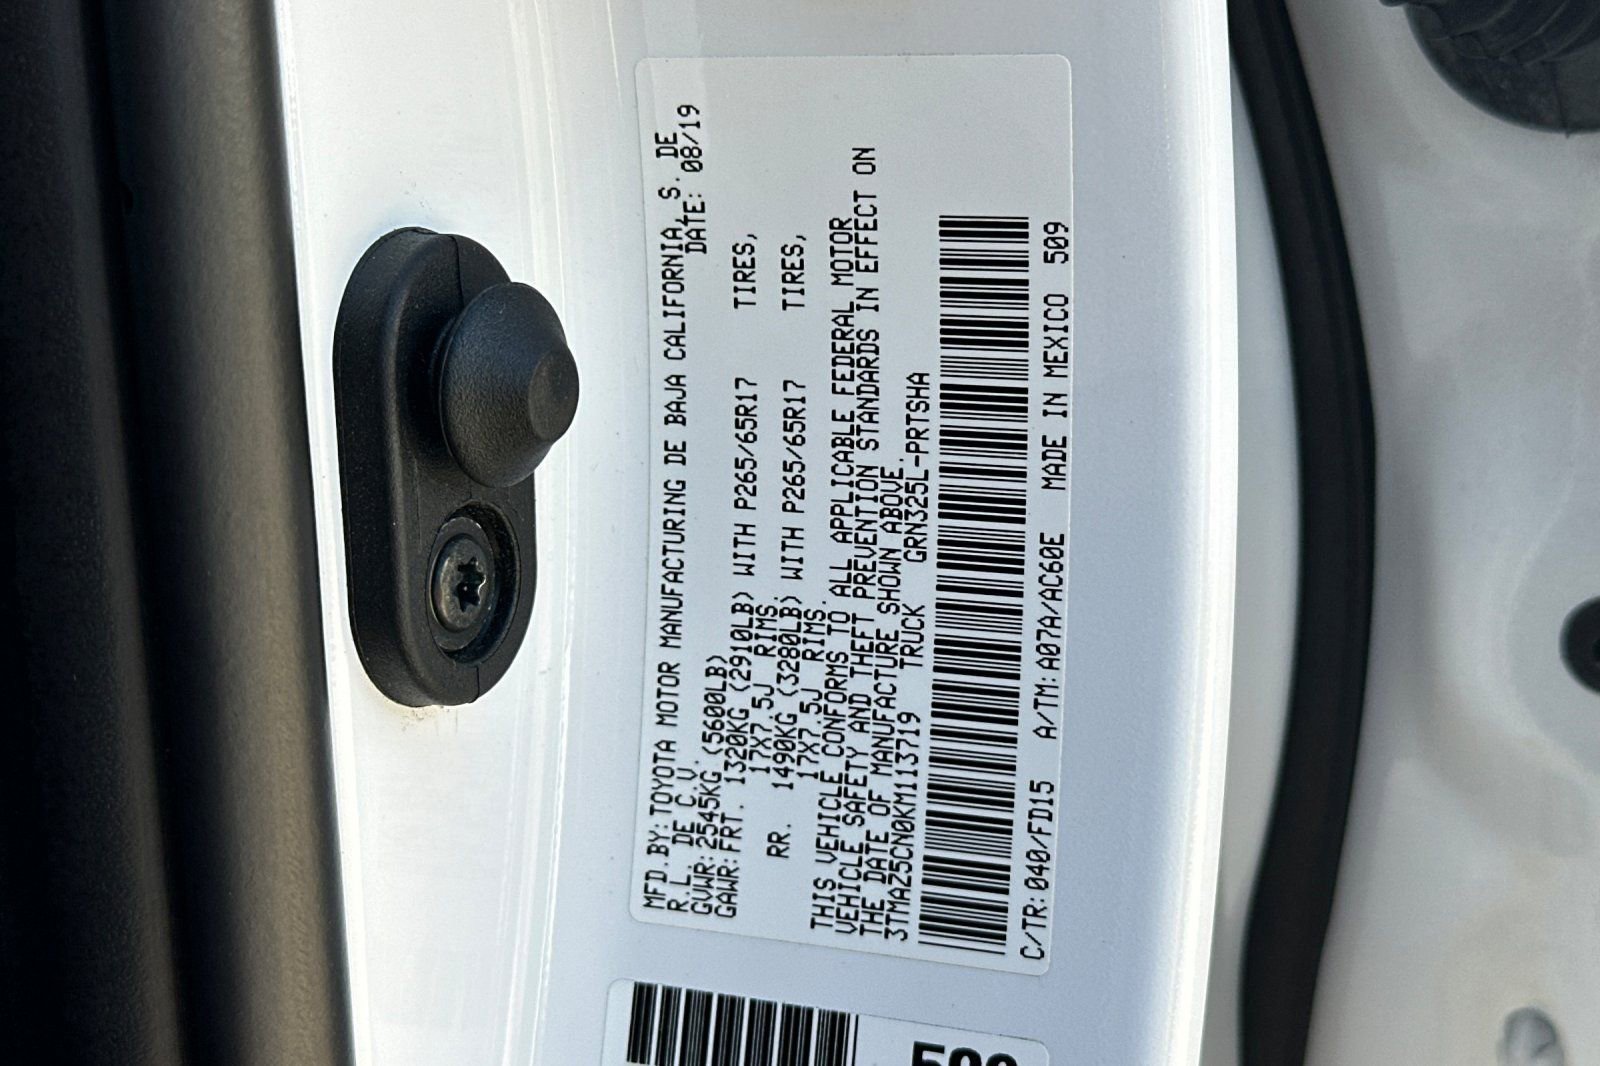 MFD.BY:TOYOTA MOTOR MANUFACTURING DE BAJA CALIFORNIA, S. DE
R.L. DE C.V. DATE: 08/19
GVWR:2545KG (5600LB)
GAWR:FRT. 1320KG (2910LB) WITH P265/65R17 TIRES,
17X7.5J RIMS.
RR. 1490KG (3280LB) WITH P265/65R17 TIRES,
17X7.5J RIMS.
THIS VEHICLE CONFORMS TO ALL APPLICABLE FEDERAL MOTOR
VEHICLE SAFETY AND THEFT PREVENTION STANDARDS IN EFFECT ON
THE DATE OF MANUFACTURE SHOWN ABOVE.
3TMAZ5CN0KM113719 TRUCK GRN325L-PRTSHA
C/TR:040/FD15 A/TM:A07A/AC60E MADE IN MEXICO 509